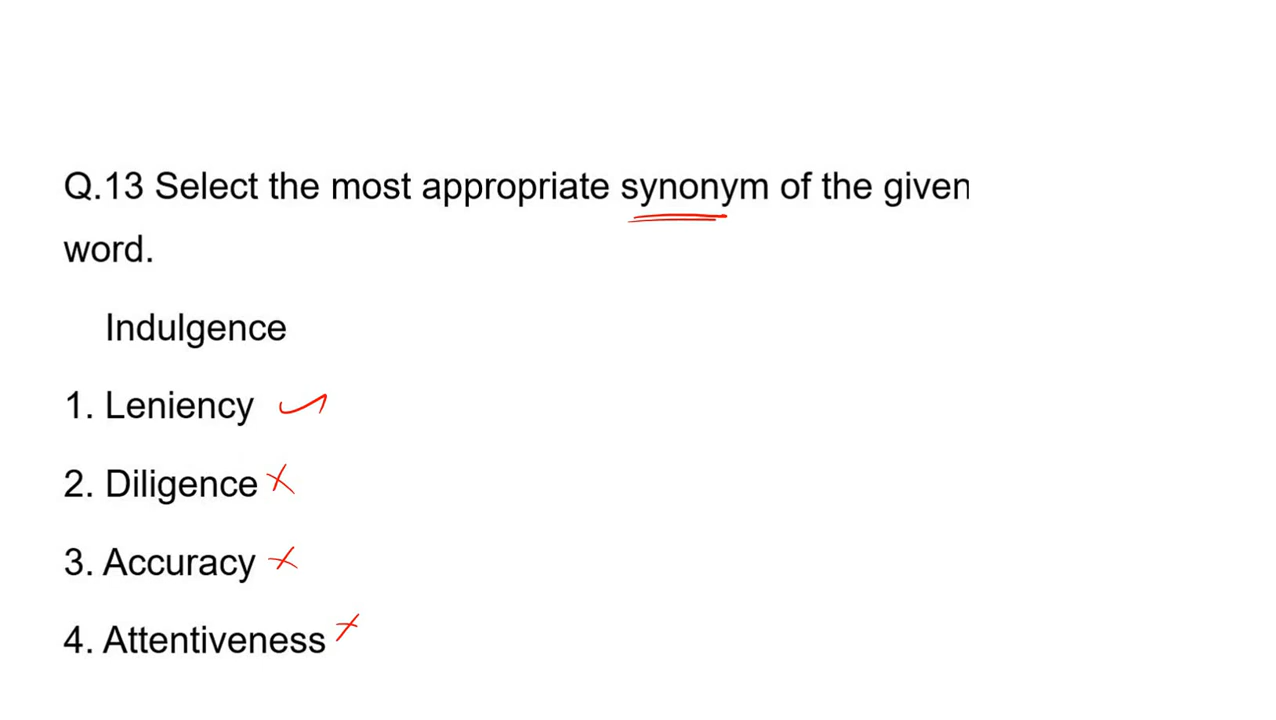 Q.13 Select the most appropriate synonym of the given
word.
Indulgence
1. Leniency
2. Diligence
3. Accuracy
4. Attentiveness